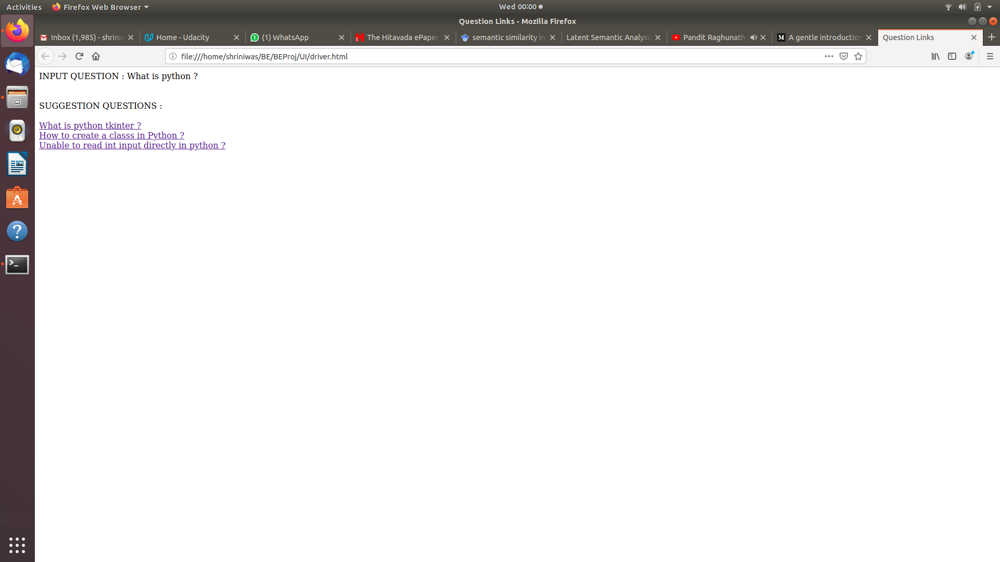 Activities Firefox Web Browser Wed 00:00
Question Links - Mozilla Firefox
Inbox (1,985) - shriniw Home - Udacity (1) WhatsApp The Hitavada ePaper semantic similarity in Latent Semantic Analysis Pandit Raghunath A gentle introduction Question Links
file:///home/shriniwas/BE/BEProj/UI/driver.html
INPUT QUESTION : What is python ?
SUGGESTION QUESTIONS :
What is python tkinter ?
How to create a classs in Python ?
Unable to read int input directly in python ?